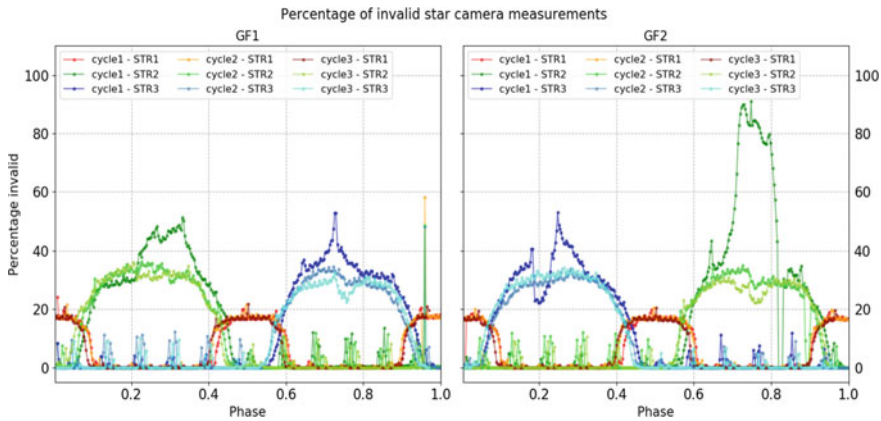 Percentage of invalid star camera measurements
GF1
GF2
cycle1 - STR1
cycle2 - STR1
cycle3 - STR1
cycle1 - STR2
cycle2 - STR2
cycle3 - STR2
cycle1 - STR3
cycle2 - STR3
cycle3 - STR3
cycle1 - STR1
cycle2 - STR1
cycle3 - STR1
cycle1 - STR2
cycle2 - STR2
cycle3 - STR2
cycle1 - STR3
cycle2 - STR3
cycle3 - STR3
Percentage invalid
100
80
60
40
20
0
100
80
60
40
20
0
0.2 0.4 0.6 0.8 1.0
0.2 0.4 0.6 0.8 1.0
Phase
Phase